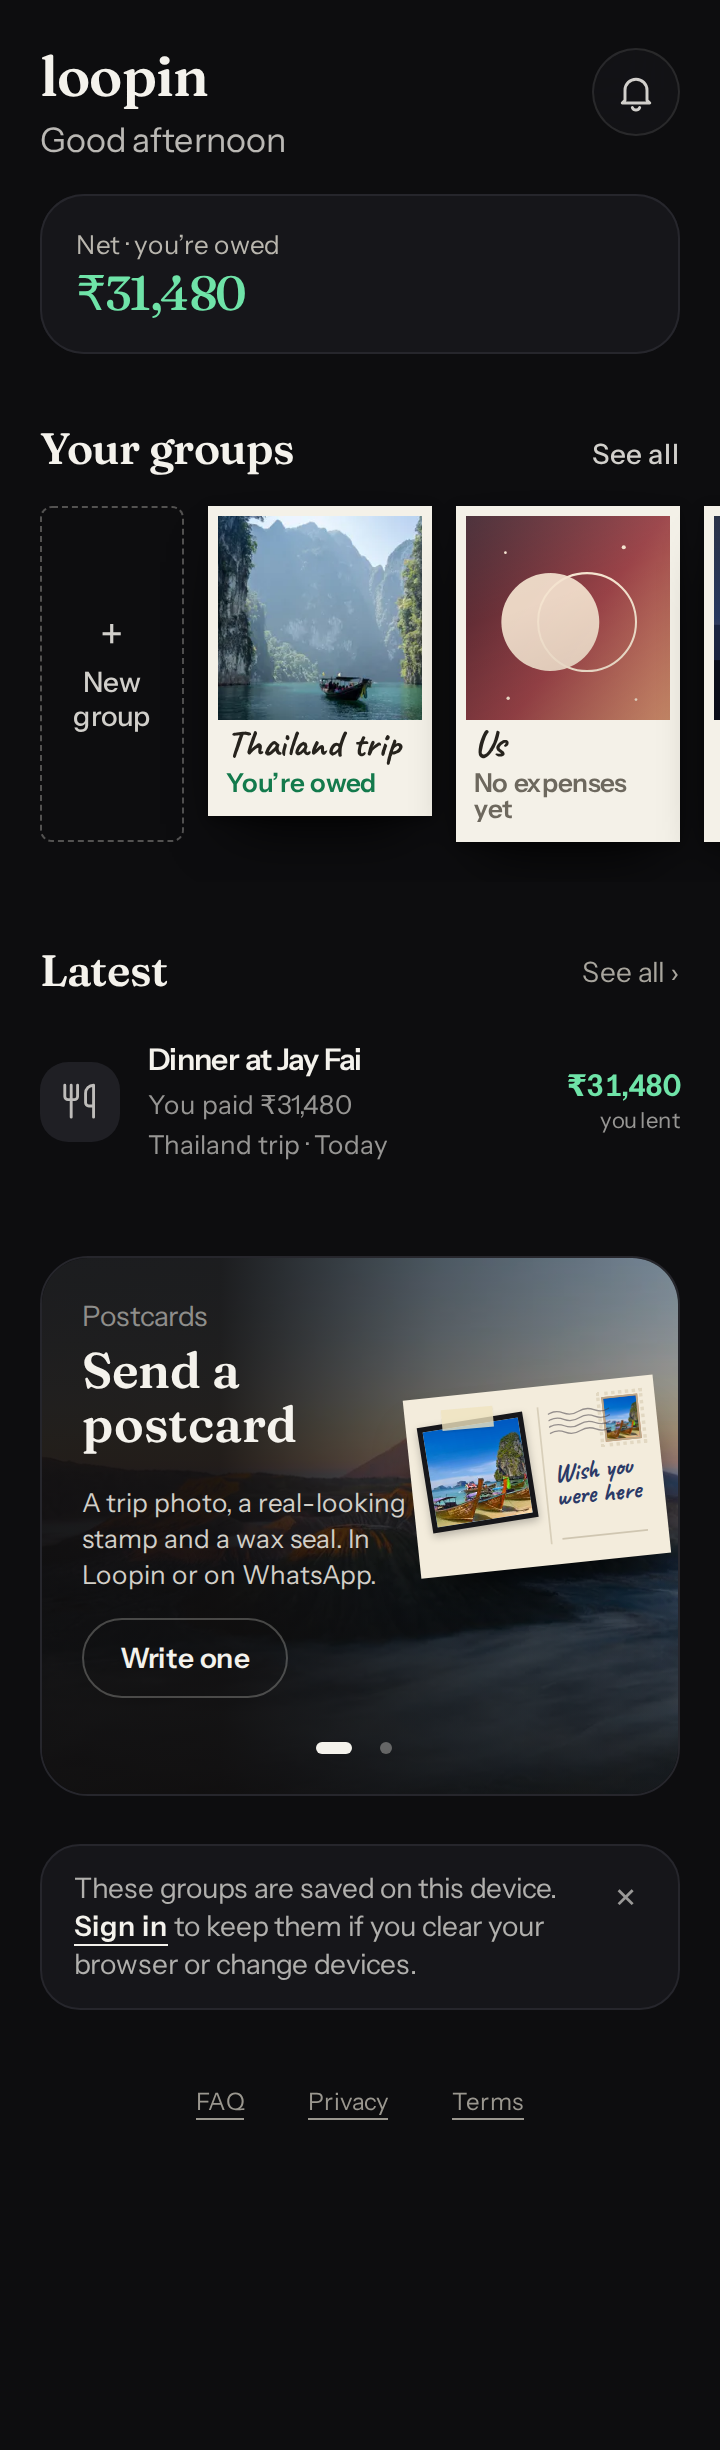 loopin
Good afternoon
Net · you’re owed
₹31,480
Your groups
See all
+
New
group
Thailand trip
You’re owed
Us
No expenses
yet
Latest
See all ›
Dinner at Jay Fai
You paid ₹31,480
Thailand trip · Today
₹31,480
you lent
Postcards
Send a
postcard
A trip photo, a real-looking
stamp and a wax seal. In
Loopin or on WhatsApp.
Wish you
were here
Write one
These groups are saved on this device.
Sign in to keep them if you clear your
browser or change devices.
FAQ
Privacy
Terms